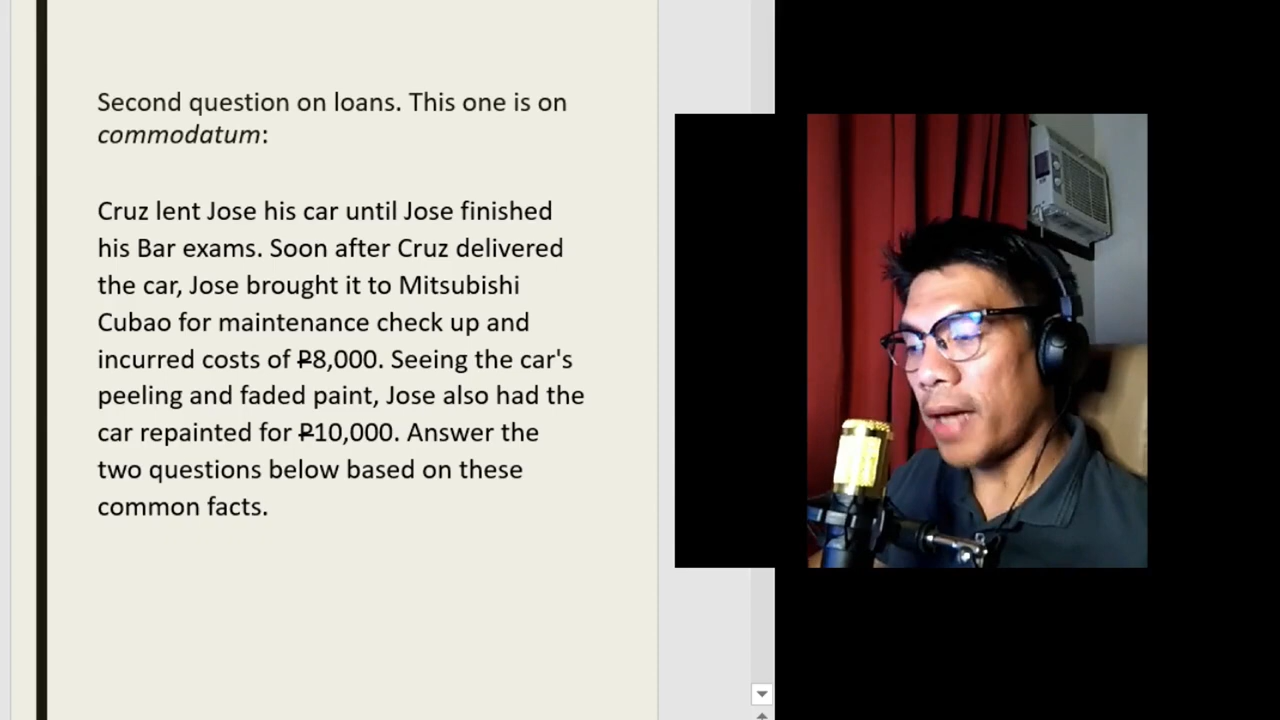 Second question on loans. This one is on
commodatum:
Cruz lent Jose his car until Jose finished
his Bar exams. Soon after Cruz delivered
the car, Jose brought it to Mitsubishi
Cubao for maintenance check up and
incurred costs of ₱8,000. Seeing the car's
peeling and faded paint, Jose also had the
car repainted for ₱10,000. Answer the
two questions below based on these
common facts.